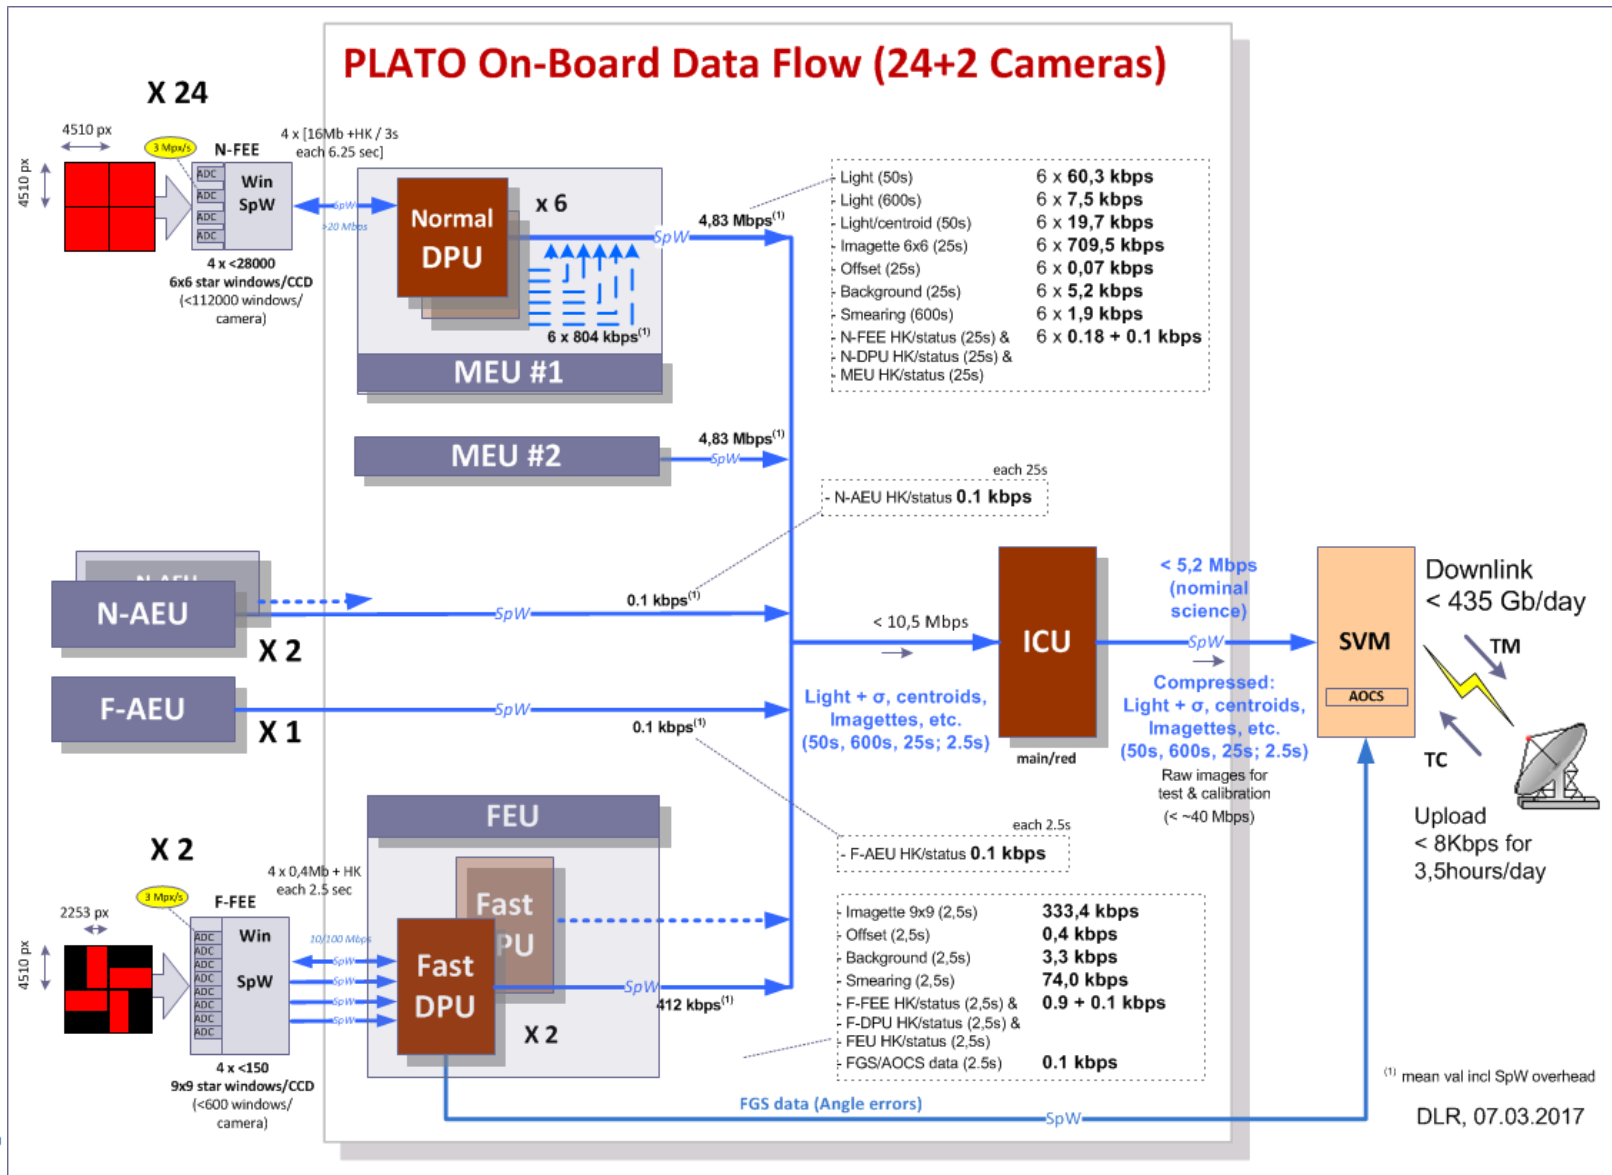 PLATO On-Board Data Flow (24+2 Cameras)
X 24
4510 px
4510 px
3 Mpx/s
N-FEE
ADC
ADC
ADC
ADC
Win
SpW
4 x <28000
6x6 star windows/CCD
(<112000 windows/
camera)
4 x [16Mb +HK / 3s
each 6.25 sec]
SpW
>20 Mbps
Normal
DPU
x 6
6 x 804 kbps(1)
MEU #1
SpW
4,83 Mbps(1)
- Light (50s) 6 x 60,3 kbps
- Light (600s) 6 x 7,5 kbps
- Light/centroid (50s) 6 x 19,7 kbps
- Imagette 6x6 (25s) 6 x 709,5 kbps
- Offset (25s) 6 x 0,07 kbps
- Background (25s) 6 x 5,2 kbps
- Smearing (600s) 6 x 1,9 kbps
- N-FEE HK/status (25s) & 6 x 0.18 + 0.1 kbps
- N-DPU HK/status (25s) &
- MEU HK/status (25s)
MEU #2
4,83 Mbps(1)
SpW
each 25s
- N-AEU HK/status 0.1 kbps
N-AEU
N-AEU
X 2
SpW
0.1 kbps(1)
F-AEU
X 1
SpW
0.1 kbps(1)
< 10,5 Mbps
Light + σ, centroids,
Imagettes, etc.
(50s, 600s, 25s; 2.5s)
ICU
main/red
< 5,2 Mbps
(nominal
science)
SpW
Compressed:
Light + σ, centroids,
Imagettes, etc.
(50s, 600s, 25s; 2.5s)
Raw images for
test & calibration
(< ~40 Mbps)
SVM
AOCS
Downlink
< 435 Gb/day
TM
TC
Upload
< 8Kbps for
3,5hours/day
each 2.5s
- F-AEU HK/status 0.1 kbps
X 2
2253 px
4510 px
3 Mpx/s
F-FEE
ADC
ADC
ADC
ADC
ADC
ADC
ADC
ADC
Win
SpW
4 x <150
9x9 star windows/CCD
(<600 windows/
camera)
4 x 0,4Mb + HK
each 2.5 sec
10/100 Mbps
SpW
SpW
SpW
SpW
FEU
Fast
PU
Fast
DPU
X 2
SpW
412 kbps(1)
- Imagette 9x9 (2,5s) 333,4 kbps
- Offset (2,5s) 0,4 kbps
- Background (2,5s) 3,3 kbps
- Smearing (2,5s) 74,0 kbps
- F-FEE HK/status (2,5s) & 0.9 + 0.1 kbps
- F-DPU HK/status (2,5s) &
- FEU HK/status (2,5s)
- FGS/AOCS data (2.5s) 0.1 kbps
FGS data (Angle errors)
SpW
(1) mean val incl SpW overhead
DLR, 07.03.2017